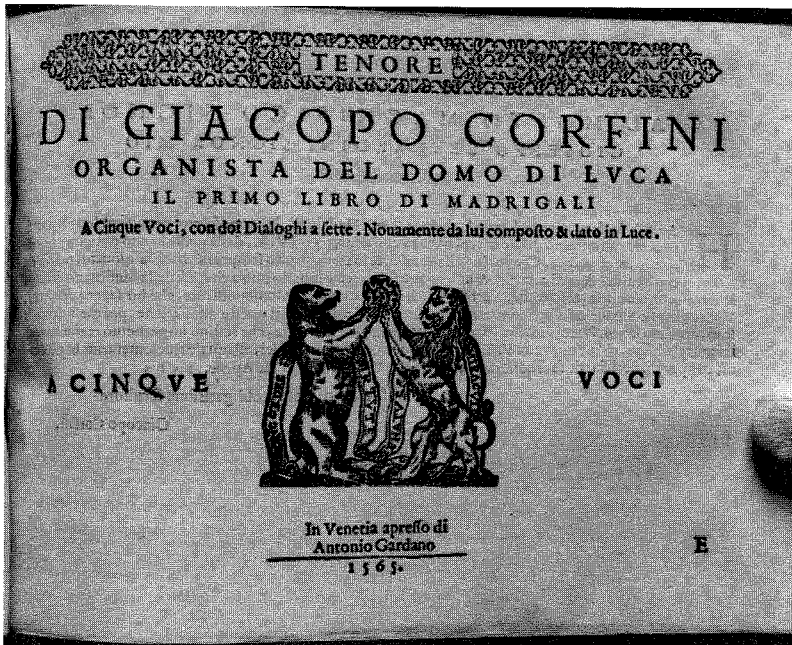 TENORE
DI GIACOPO CORFINI
ORGANISTA DEL DOMO DI LVCA
IL PRIMO LIBRO DI MADRIGALI
A Cinque Voci, con doi Dialoghi a ſette. Nouamente da lui compoſto & dato in Luce.
A CINQVE VOCI
In Venetia apreſſo di
Antonio Gardano
E
1565.